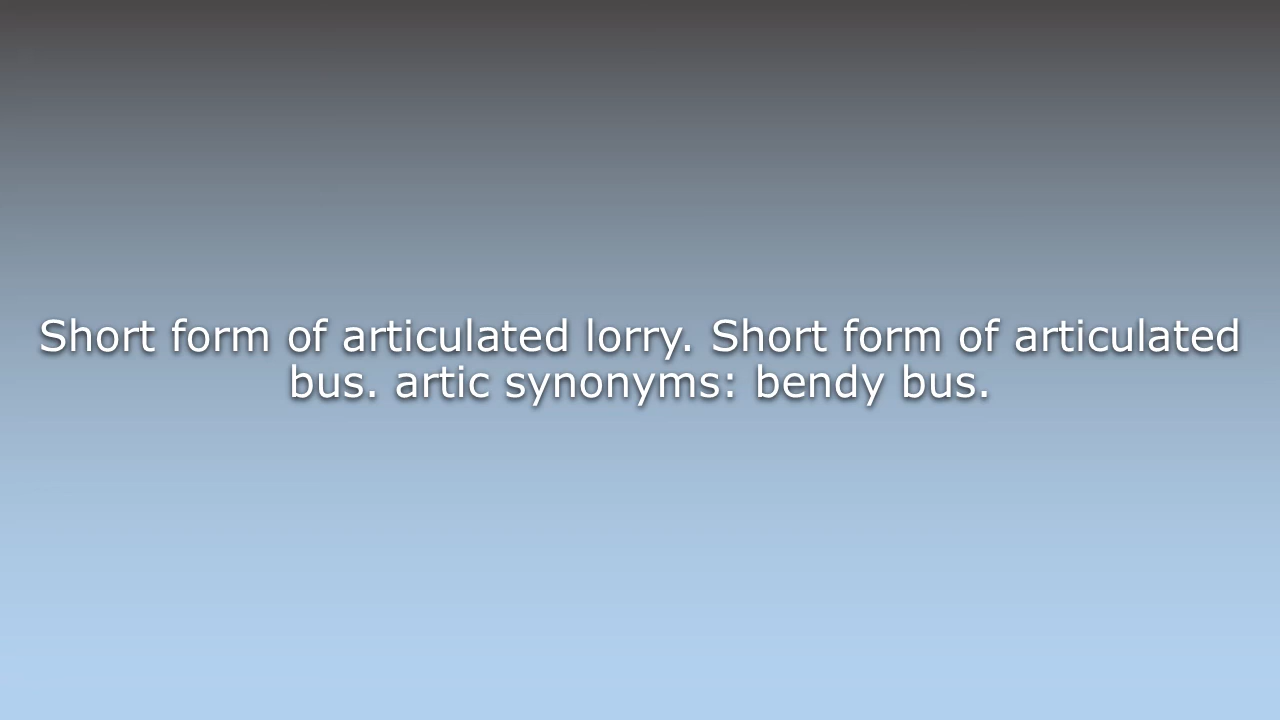 Short form of articulated lorry. Short form of articulated
bus. artic synonyms: bendy bus.